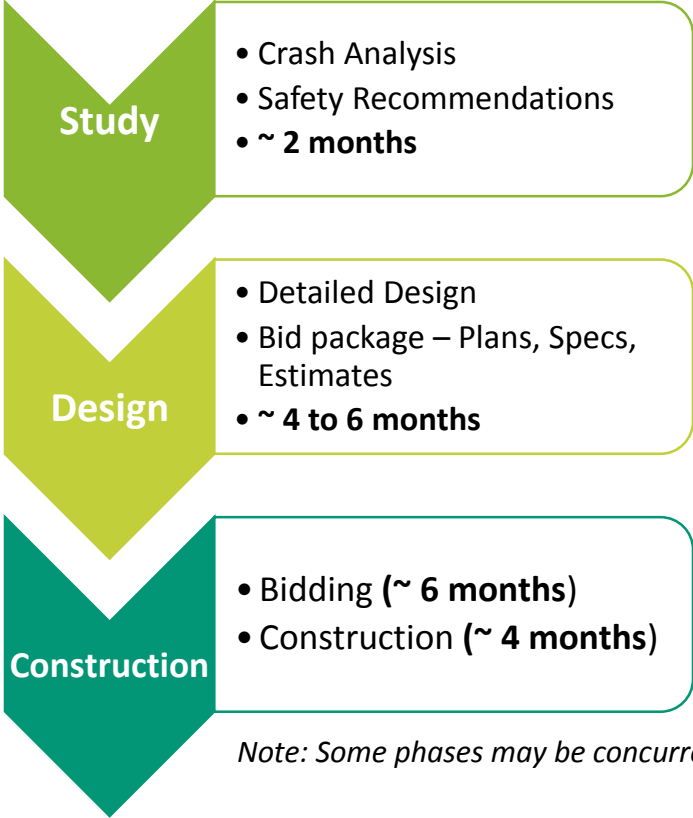 Study
• Crash Analysis
• Safety Recommendations
• ~ 2 months
Design
• Detailed Design
• Bid package – Plans, Specs,
Estimates
• ~ 4 to 6 months
Construction
• Bidding (~ 6 months)
• Construction (~ 4 months)
Note: Some phases may be